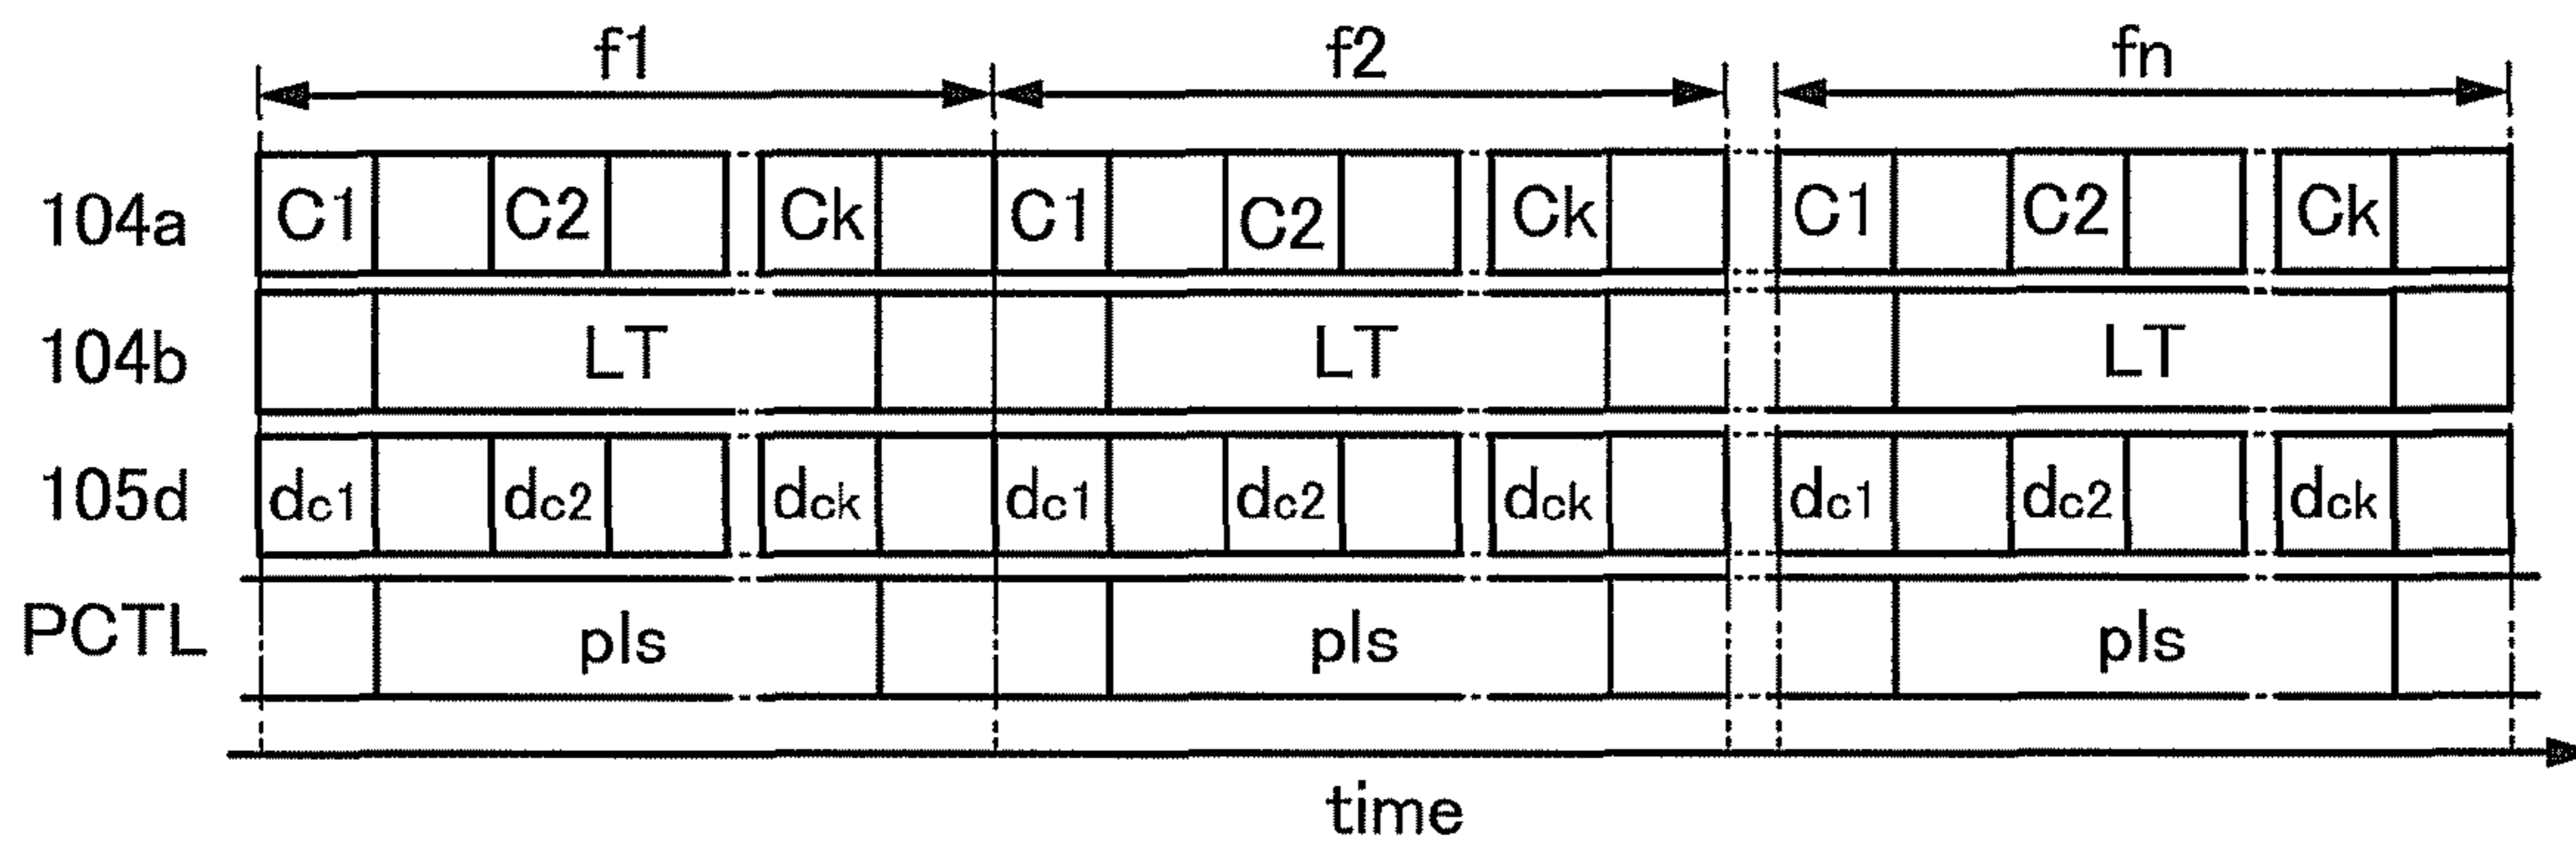 f1 f2 fn
104a C1 C2 Ck C1 C2 Ck C1 C2 Ck
104b LT LT LT
105d dc1 dc2 dck dc1 dc2 dck dc1 dc2 dck
PCTL pls pls pls
time